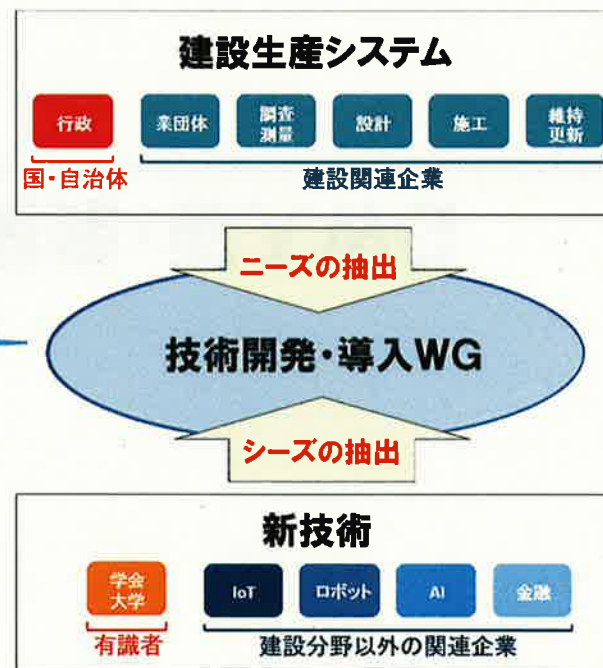 建設生産システム
行政
業団体
調査
測量
設計
施工
維持
更新
国・自治体
建設関連企業
ニーズの抽出
技術開発・導入WG
シーズの抽出
新技術
学会
大学
IoT
ロボット
AI
金融
有識者
建設分野以外の関連企業